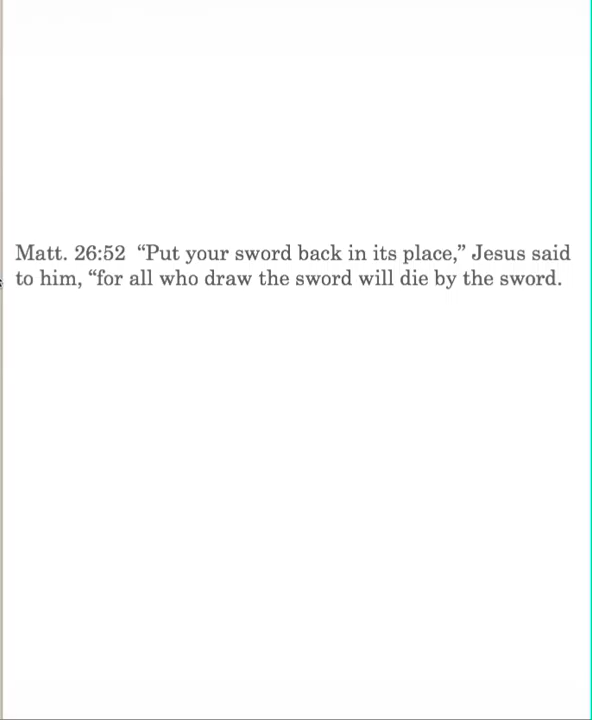 Matt. 26:52  “Put your sword back in its place,” Jesus said
to him, “for all who draw the sword will die by the sword.